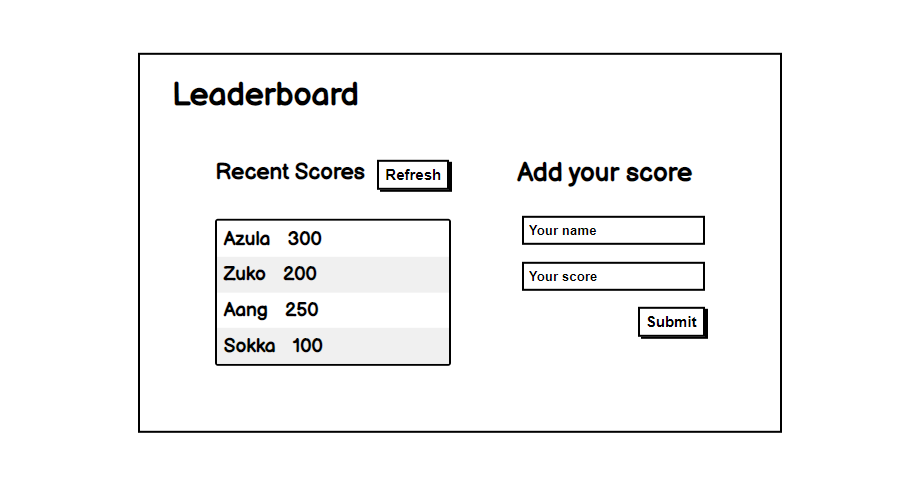 Leaderboard
Recent Scores
Refresh
Azula 300
Zuko 200
Aang 250
Sokka 100
Add your score
Your name
Your score
Submit